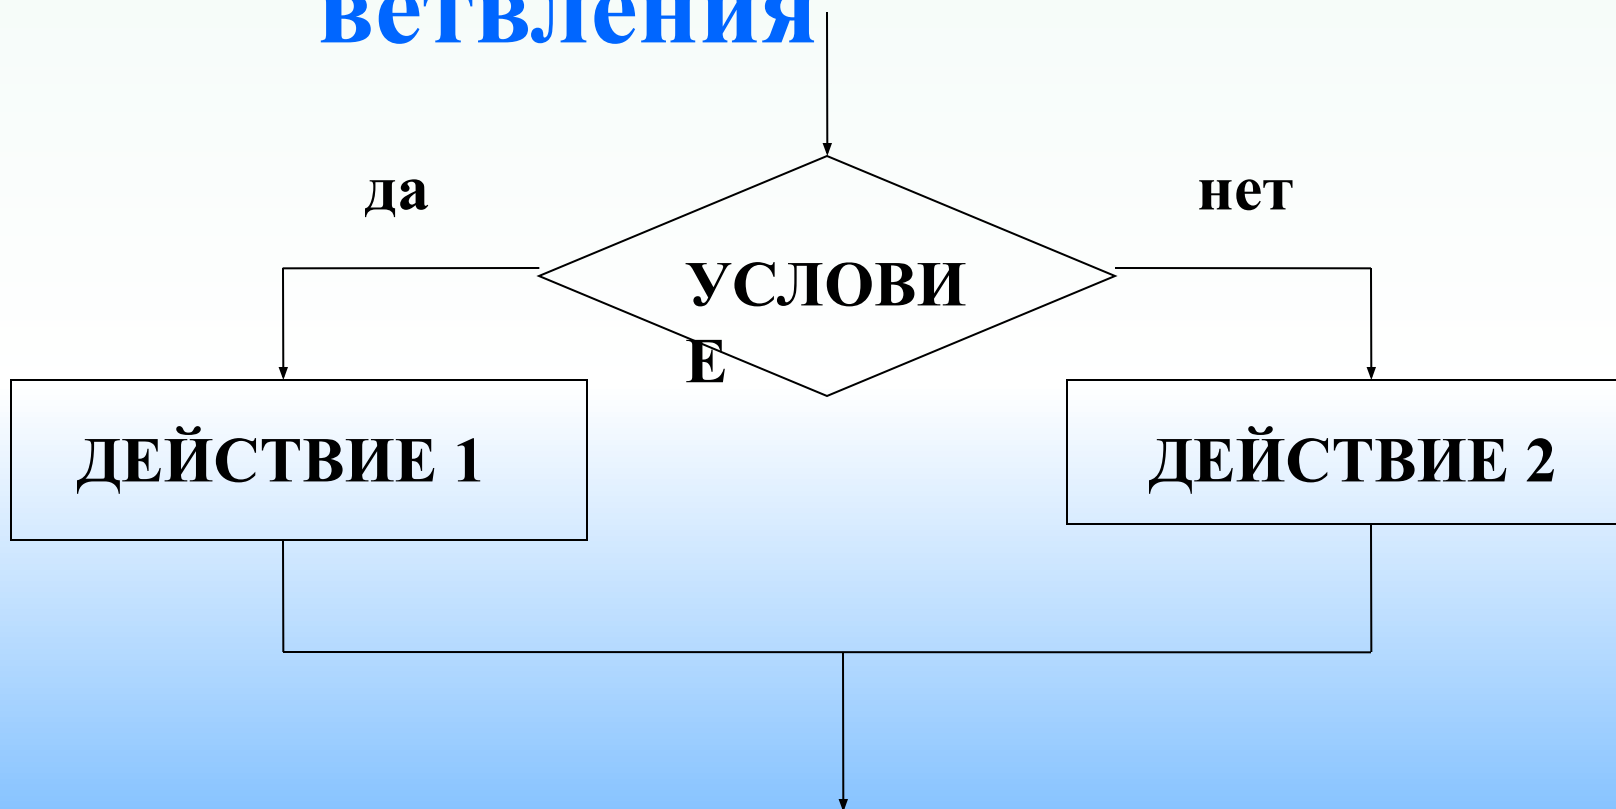 ветвления
да
нет
УСЛОВИ
Е
ДЕЙСТВИЕ 1
ДЕЙСТВИЕ 2